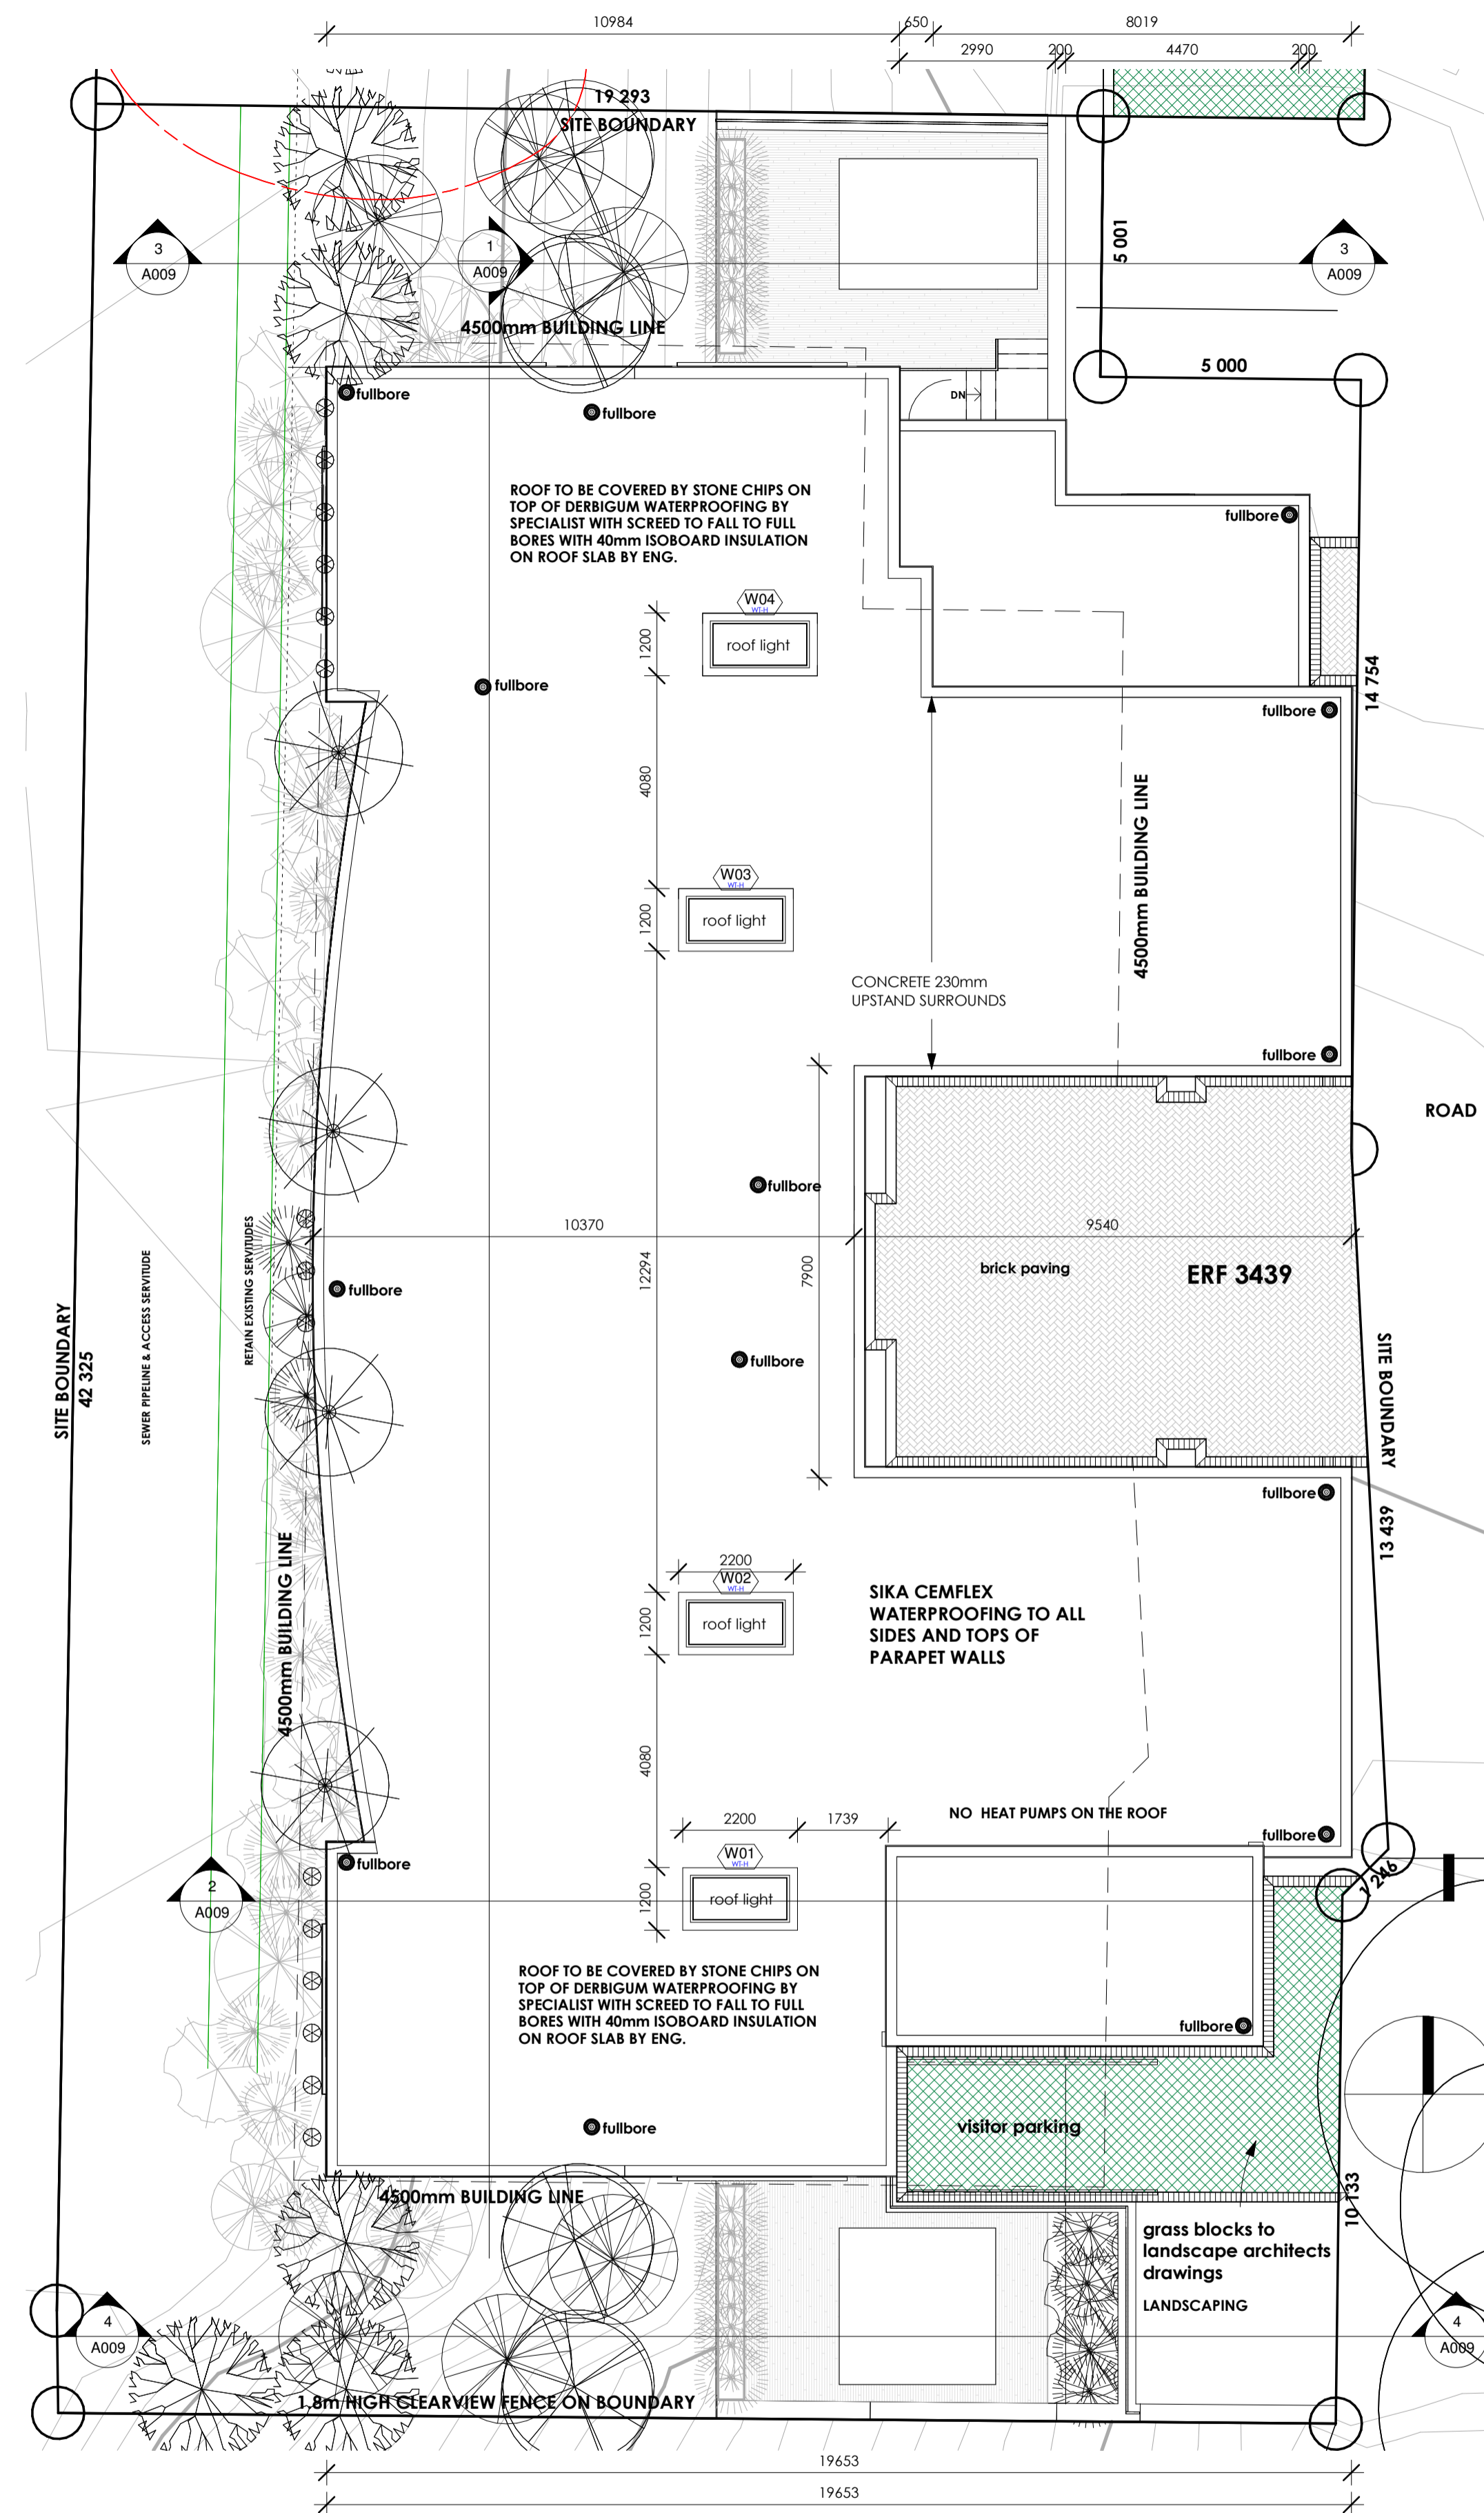 10984
650
8019
2990
200
4470
200
19 293
SITE BOUNDARY
5 001
3
A009
1
A009
3
A009
4500mm BUILDING LINE
5 000
DN
fullbore
fullbore
ROOF TO BE COVERED BY STONE CHIPS ON
TOP OF DERBIGUM WATERPROOFING BY
SPECIALIST WITH SCREED TO FALL TO FULL
BORES WITH 40mm ISOBOARD INSULATION
ON ROOF SLAB BY ENG.
fullbore
W04
WT-H
1200
roof light
fullbore
14 754
fullbore
4080
4500mm BUILDING LINE
W03
WT-H
1200
roof light
CONCRETE 230mm
UPSTAND SURROUNDS
fullbore
ROAD
fullbore
10370
9540
12294
7900
brick paving
ERF 3439
fullbore
fullbore
SITE BOUNDARY
42 325
SEWER PIPELINE & ACCESS SERVITUDE
RETAIN EXISTING SERVITUDES
SITE BOUNDARY
13 439
fullbore
4500mm BUILDING LINE
2200
W02
WT-H
1200
roof light
SIKA CEMFLEX
WATERPROOFING TO ALL
SIDES AND TOPS OF
PARAPET WALLS
4080
NO HEAT PUMPS ON THE ROOF
2200
1739
fullbore
W01
WT-H
fullbore
1200
roof light
1 246
2
A009
ROOF TO BE COVERED BY STONE CHIPS ON
TOP OF DERBIGUM WATERPROOFING BY
SPECIALIST WITH SCREED TO FALL TO FULL
BORES WITH 40mm ISOBOARD INSULATION
ON ROOF SLAB BY ENG.
fullbore
fullbore
visitor parking
10 133
4500mm BUILDING LINE
grass blocks to
landscape architects
drawings
LANDSCAPING
4
A009
4
A009
1.8m HIGH CLEARVIEW FENCE ON BOUNDARY
19653
19653